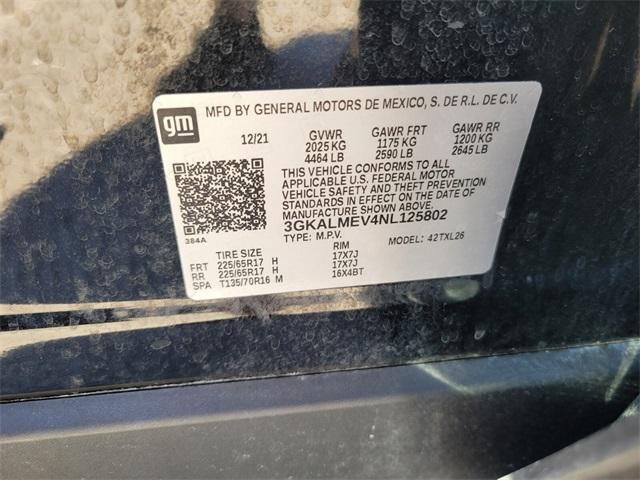 gm
MFD BY GENERAL MOTORS DE MEXICO, S. DE R.L. DE C.V.
12/21 GVWR GAWR FRT GAWR RR
2025 KG 1175 KG 1200 KG
4464 LB 2590 LB 2645 LB
THIS VEHICLE CONFORMS TO ALL
APPLICABLE U.S. FEDERAL MOTOR
VEHICLE SAFETY AND THEFT PREVENTION
STANDARDS IN EFFECT ON THE DATE OF
MANUFACTURE SHOWN ABOVE.
3GKALMEV4NL125802
384A
TYPE: M.P.V. MODEL: 42TXL26
TIRE SIZE RIM
FRT 225/65R17 H 17X7J
RR 225/65R17 H 17X7J
SPA T135/70R16 M 16X4BT